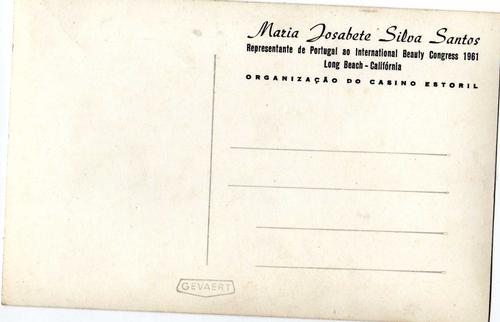 Maria Josabete Silva Santos
Representante de Portugal ao International Beauty Congress 1961
Long Beach - Califórnia
ORGANIZAÇÃO DO CASINO ESTORIL
GEVAERT